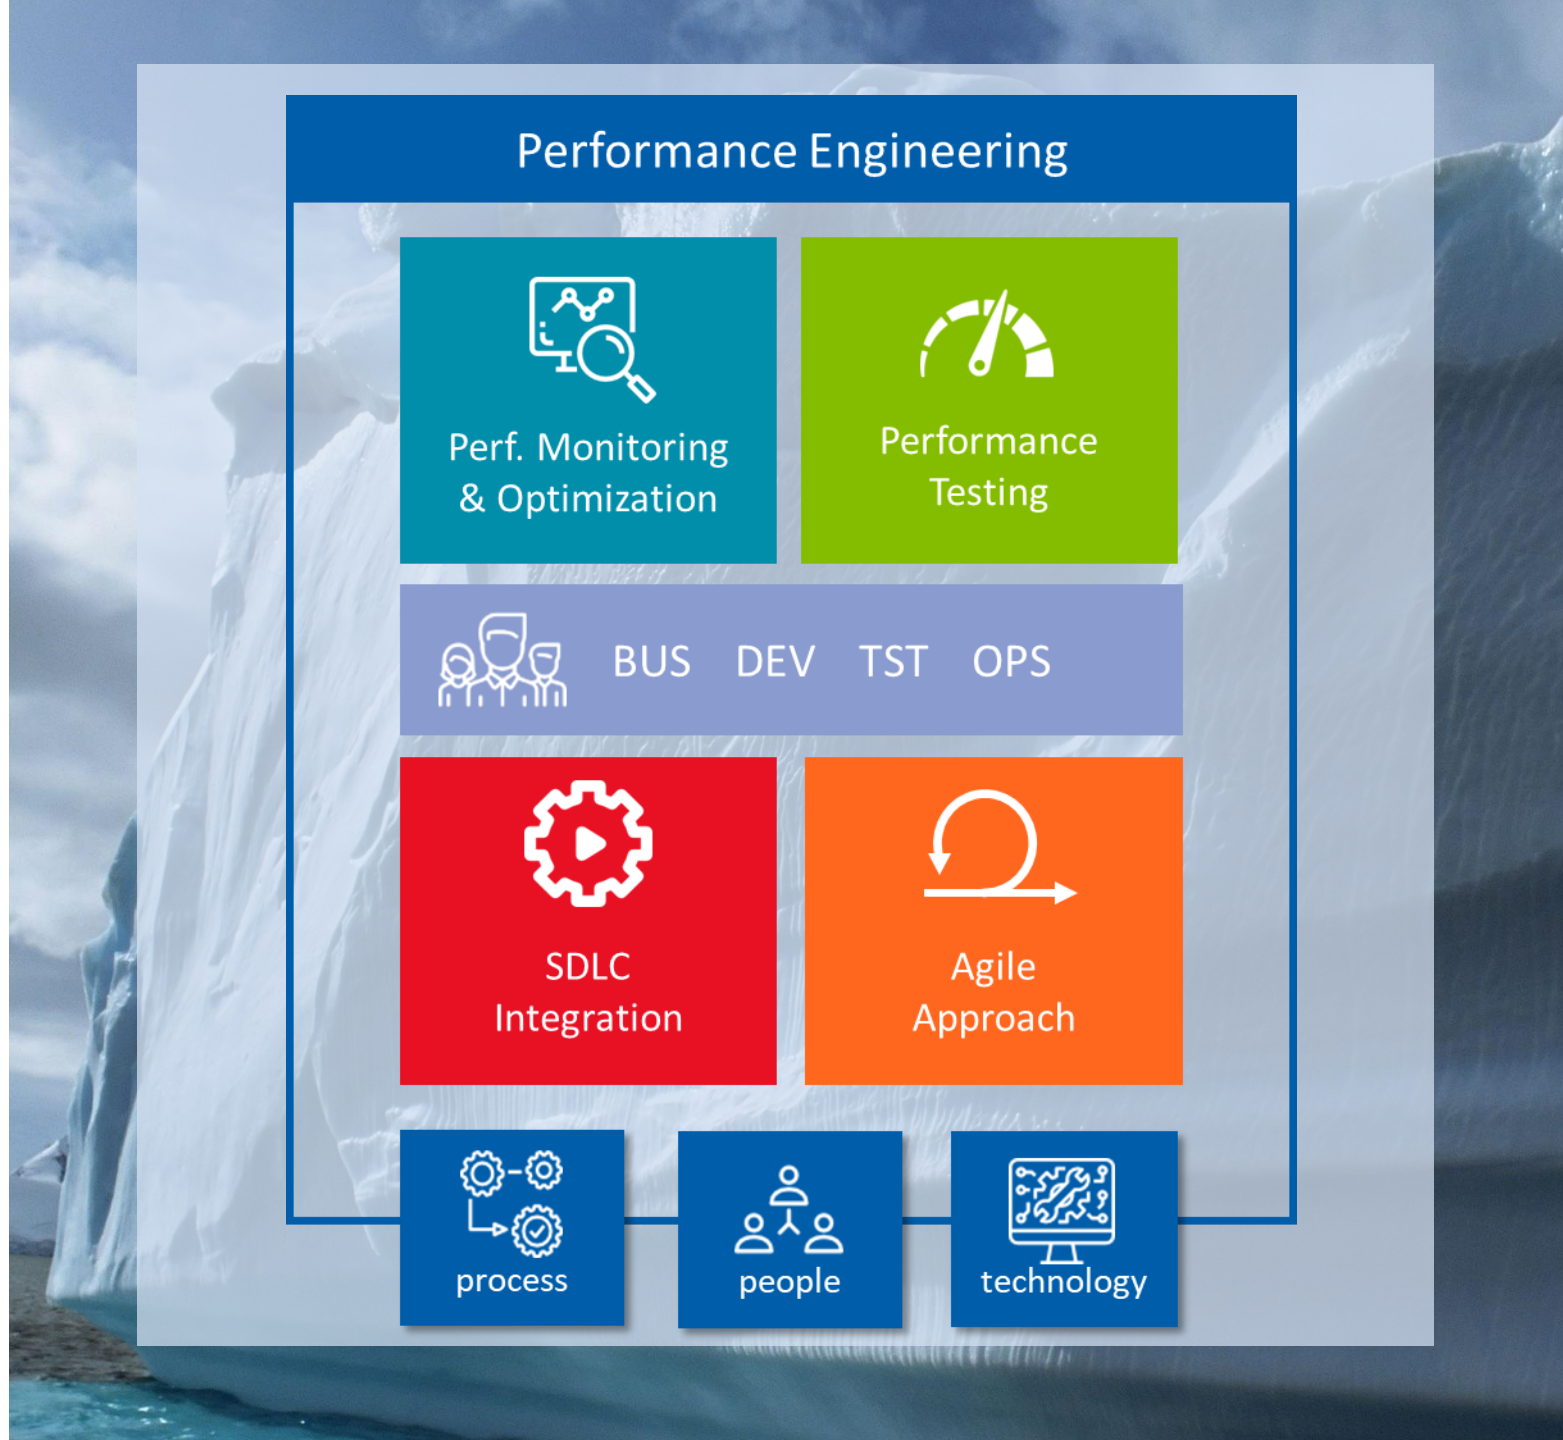 Performance Engineering
Perf. Monitoring
& Optimization
Performance
Testing
BUS DEV TST OPS
SDLC
Integration
Agile
Approach
process
people
technology